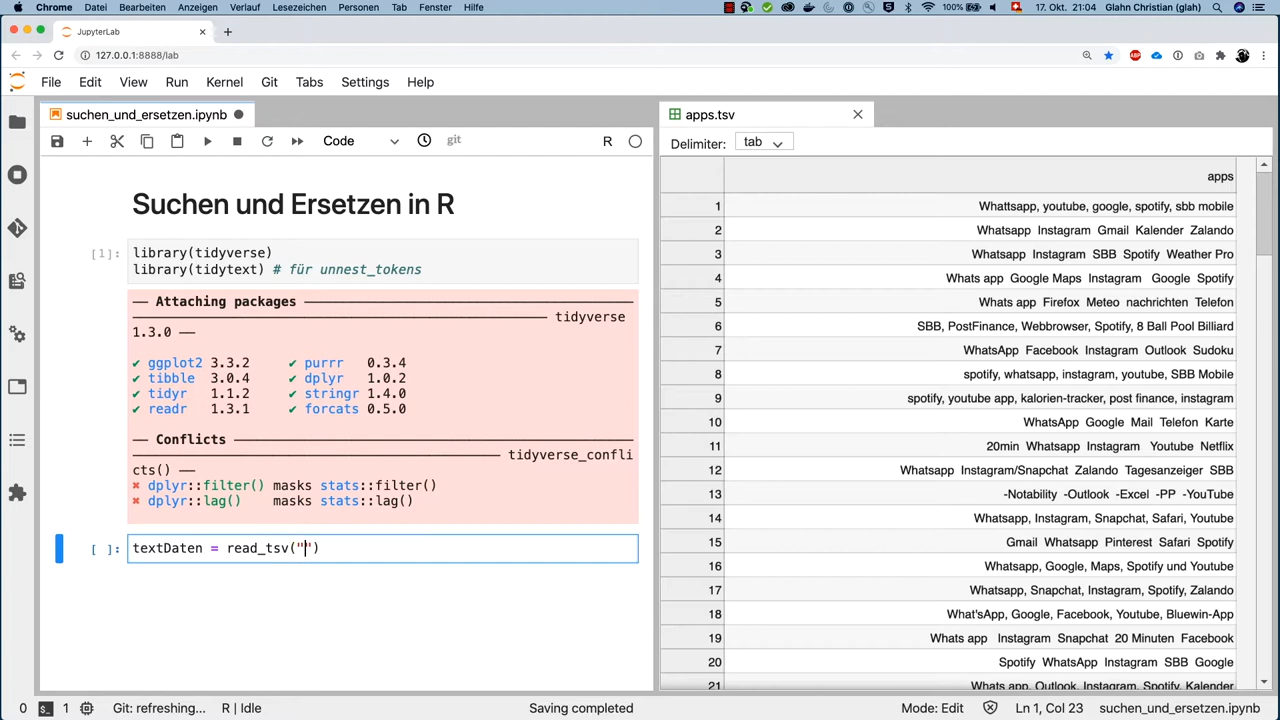 Chrome Datei Bearbeiten Anzeigen Verlauf Lesezeichen Personen Tab Fenster Hilfe 100% 17. Okt. 21:04 Glahn Christian (glah)
JupyterLab
127.0.0.1:8888/lab
File Edit View Run Kernel Git Tabs Settings Help
suchen_und_ersetzen.ipynb
Code git R
Suchen und Ersetzen in R
[1]: library(tidyverse)
library(tidytext) # für unnest_tokens
── Attaching packages ──────────────── tidyverse
1.3.0 ──
✔ ggplot2 3.3.2 ✔ purrr 0.3.4
✔ tibble 3.0.4 ✔ dplyr 1.0.2
✔ tidyr 1.1.2 ✔ stringr 1.4.0
✔ readr 1.3.1 ✔ forcats 0.5.0
── Conflicts ──────────────── tidyverse_confli
cts() ──
✖ dplyr::filter() masks stats::filter()
✖ dplyr::lag() masks stats::lag()
[ ]: textDaten = read_tsv("")
apps.tsv
Delimiter: tab
apps
1 Whattsapp, youtube, google, spotify, sbb mobile
2 Whatsapp Instagram Gmail Kalender Zalando
3 Whatsapp Instagram SBB Spotify Weather Pro
4 Whats app Google Maps Instagram Google Spotify
5 Whats app Firefox Meteo nachrichten Telefon
6 SBB, PostFinance, Webbrowser, Spotify, 8 Ball Pool Billiard
7 WhatsApp Facebook Instagram Outlook Sudoku
8 spotify, whatsapp, instagram, youtube, SBB Mobile
9 spotify, youtube app, kalorien-tracker, post finance, instagram
10 WhatsApp Google Mail Telefon Karte
11 20min Whatsapp Instagram Youtube Netflix
12 Whatsapp Instagram/Snapchat Zalando Tagesanzeiger SBB
13 -Notability -Outlook -Excel -PP -YouTube
14 Whatsapp, Instagram, Snapchat, Safari, Youtube
15 Gmail Whatsapp Pinterest Safari Spotify
16 Whatsapp, Google, Maps, Spotify und Youtube
17 Whatsapp, Snapchat, Instagram, Spotify, Zalando
18 What'sApp, Google, Facebook, Youtube, Bluewin-App
19 Whats app Instagram Snapchat 20 Minuten Facebook
20 Spotify WhatsApp Instagram SBB Google
21 Whats app, Outlook, Instagram, Spotify, Kalender
0 1 Git: refreshing... R | Idle Saving completed Mode: Edit Ln 1, Col 23 suchen_und_ersetzen.ipynb